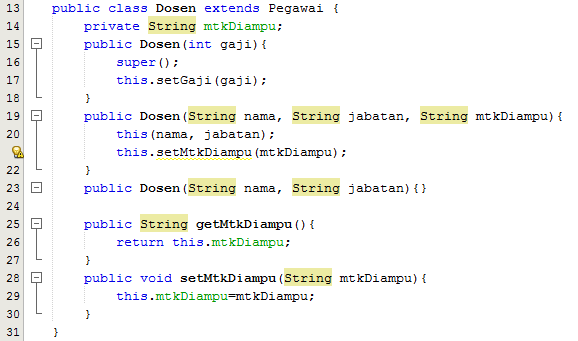 13 public class Dosen extends Pegawai {
14 private String mtkDiampu;
15 public Dosen(int gaji){
16 super();
17 this.setGaji(gaji);
18 }
19 public Dosen(String nama, String jabatan, String mtkDiampu){
20 this(nama, jabatan);
this.setMtkDiampu(mtkDiampu);
22 }
23 public Dosen(String nama, String jabatan){}
24
25 public String getMtkDiampu(){
26 return this.mtkDiampu;
27 }
28 public void setMtkDiampu(String mtkDiampu){
29 this.mtkDiampu=mtkDiampu;
30 }
31 }